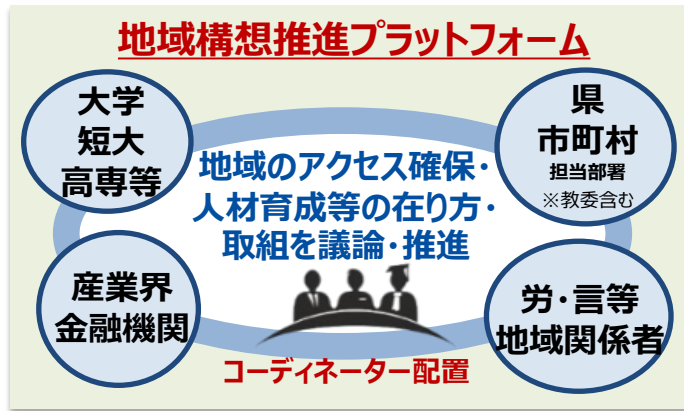 地域構想推進プラットフォーム
大学
短大
高専等
県
市町村
担当部署
※教委含む
地域のアクセス確保・
人材育成等の在り方・
取組を議論・推進
産業界
金融機関
労・言等
地域関係者
コーディネーター配置